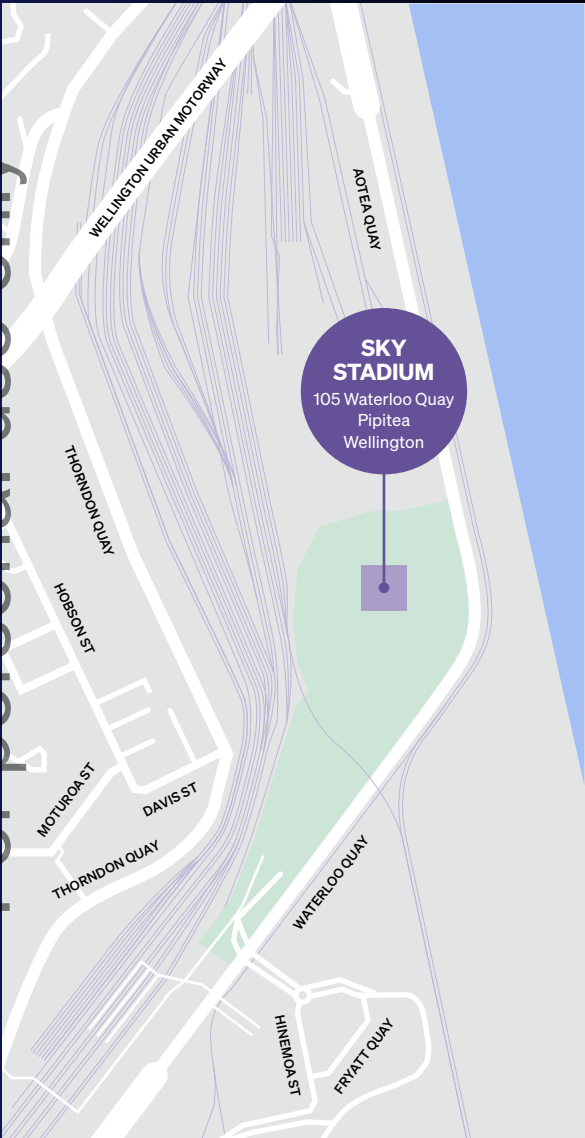 WELLINGTON URBAN MOTORWAY
AOTEA QUAY
SKY
STADIUM
105 Waterloo Quay
Pipitea
Wellington
THORNDON QUAY
HOBSON ST
MOTUROA ST
DAVIS ST
THORNDON QUAY
WATERLOO QUAY
HINEMOA ST
FRYATT QUAY